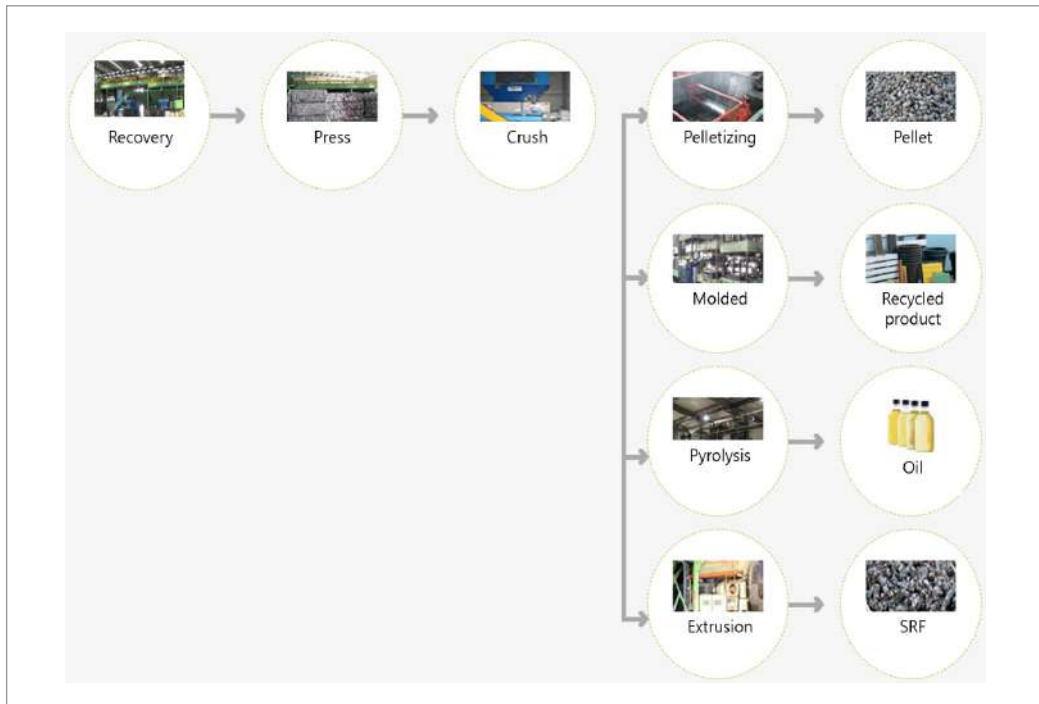 Recovery
Press
Crush
Pelletizing
Pellet
Molded
Recycled
product
Pyrolysis
Oil
Extrusion
SRF